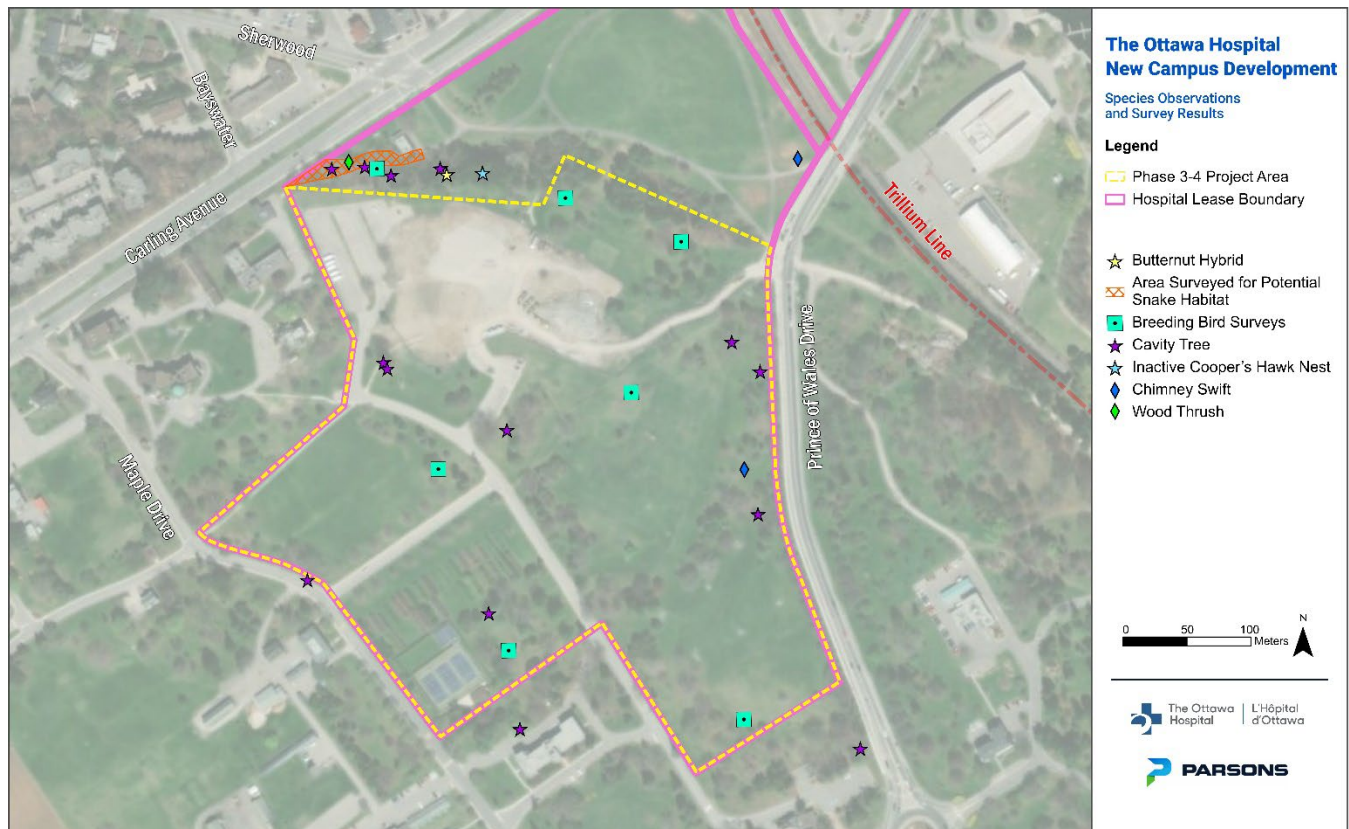 Sherwood
Bayswater
Carling Avenue
Maple Drive
Prince of Wales Drive
Trillium Line
The Ottawa Hospital
New Campus Development
Species Observations
and Survey Results
Legend
Phase 3-4 Project Area
Hospital Lease Boundary
Butternut Hybrid
Area Surveyed for Potential
Snake Habitat
Breeding Bird Surveys
Cavity Tree
Inactive Cooper's Hawk Nest
Chimney Swift
Wood Thrush
0 50 100
Meters
N
The Ottawa
Hospital
L'Hôpital
d'Ottawa
PARSONS